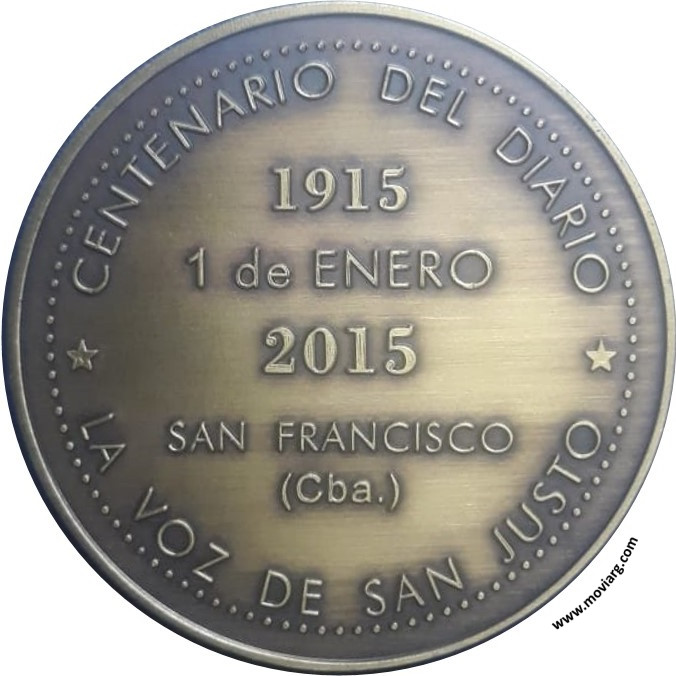 CENTENARIO DEL DIARIO
1915
1 de ENERO
2015
SAN FRANCISCO
(Cba.)
LA VOZ DE SAN JUSTO
www.moviarg.com